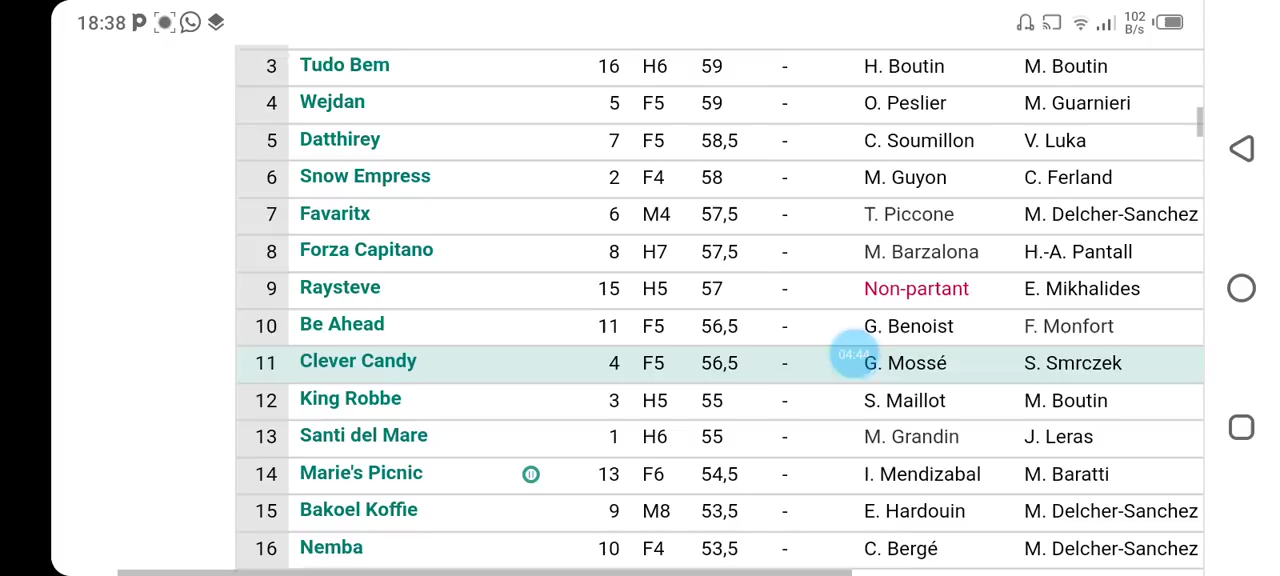 18:38 P 102 B/s
3 Tudo Bem 16 H6 59 - H. Boutin M. Boutin
4 Wejdan 5 F5 59 - O. Peslier M. Guarnieri
5 Datthirey 7 F5 58,5 - C. Soumillon V. Luka
6 Snow Empress 2 F4 58 - M. Guyon C. Ferland
7 Favaritx 6 M4 57,5 - T. Piccone M. Delcher-Sanchez
8 Forza Capitano 8 H7 57,5 - M. Barzalona H.-A. Pantall
9 Raysteve 15 H5 57 - Non-partant E. Mikhalides
10 Be Ahead 11 F5 56,5 - G. Benoist F. Monfort
04:44
11 Clever Candy 4 F5 56,5 - G. Mossé S. Smrczek
12 King Robbe 3 H5 55 - S. Maillot M. Boutin
13 Santi del Mare 1 H6 55 - M. Grandin J. Leras
14 Marie's Picnic 13 F6 54,5 - I. Mendizabal M. Baratti
15 Bakoel Koffie 9 M8 53,5 - E. Hardouin M. Delcher-Sanchez
16 Nemba 10 F4 53,5 - C. Bergé M. Delcher-Sanchez